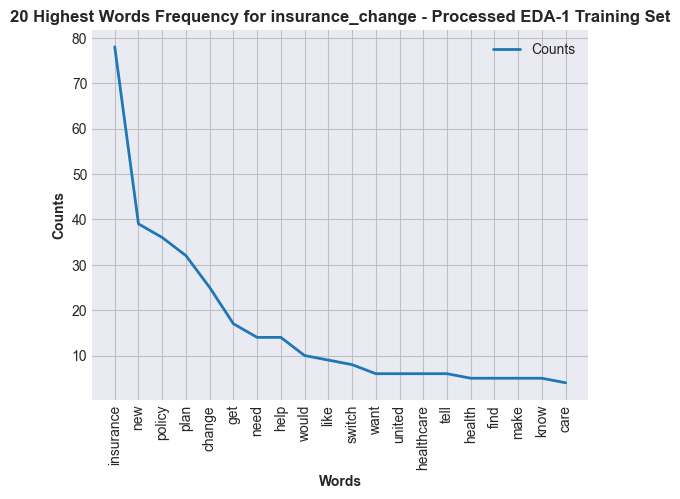 20 Highest Words Frequency for insurance_change - Processed EDA-1 Training Set
Counts
80
70
60
50
40
30
20
10
Counts
insurance
new
policy
plan
change
get
need
help
would
like
switch
want
united
healthcare
tell
health
find
make
know
care
Words